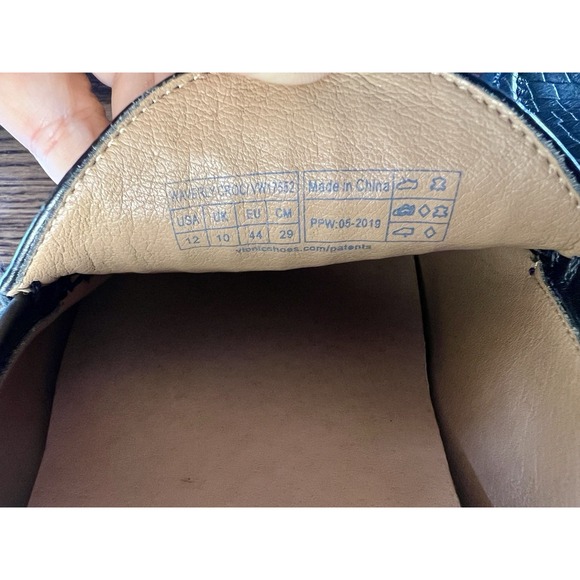 WAVERLY CROC/VW17552 Made in China
USA UK EU CM PPW:05-2019
12 10 44 29
vionicshoes.com/patents